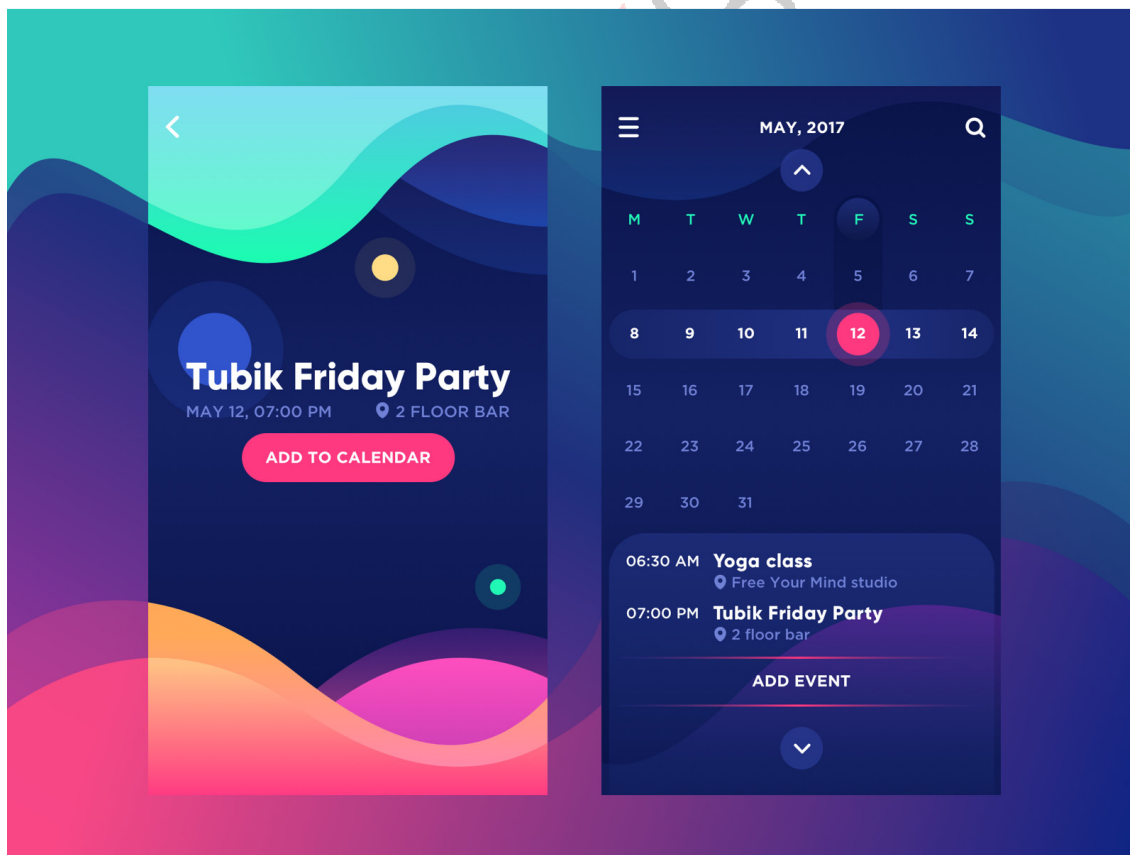 Tubik Friday Party
MAY 12, 07:00 PM 2 FLOOR BAR
ADD TO CALENDAR
MAY, 2017
M T W T F S S
1 2 3 4 5 6 7
8 9 10 11 12 13 14
15 16 17 18 19 20 21
22 23 24 25 26 27 28
29 30 31
06:30 AM Yoga class
Free Your Mind studio
07:00 PM Tubik Friday Party
2 floor bar
ADD EVENT